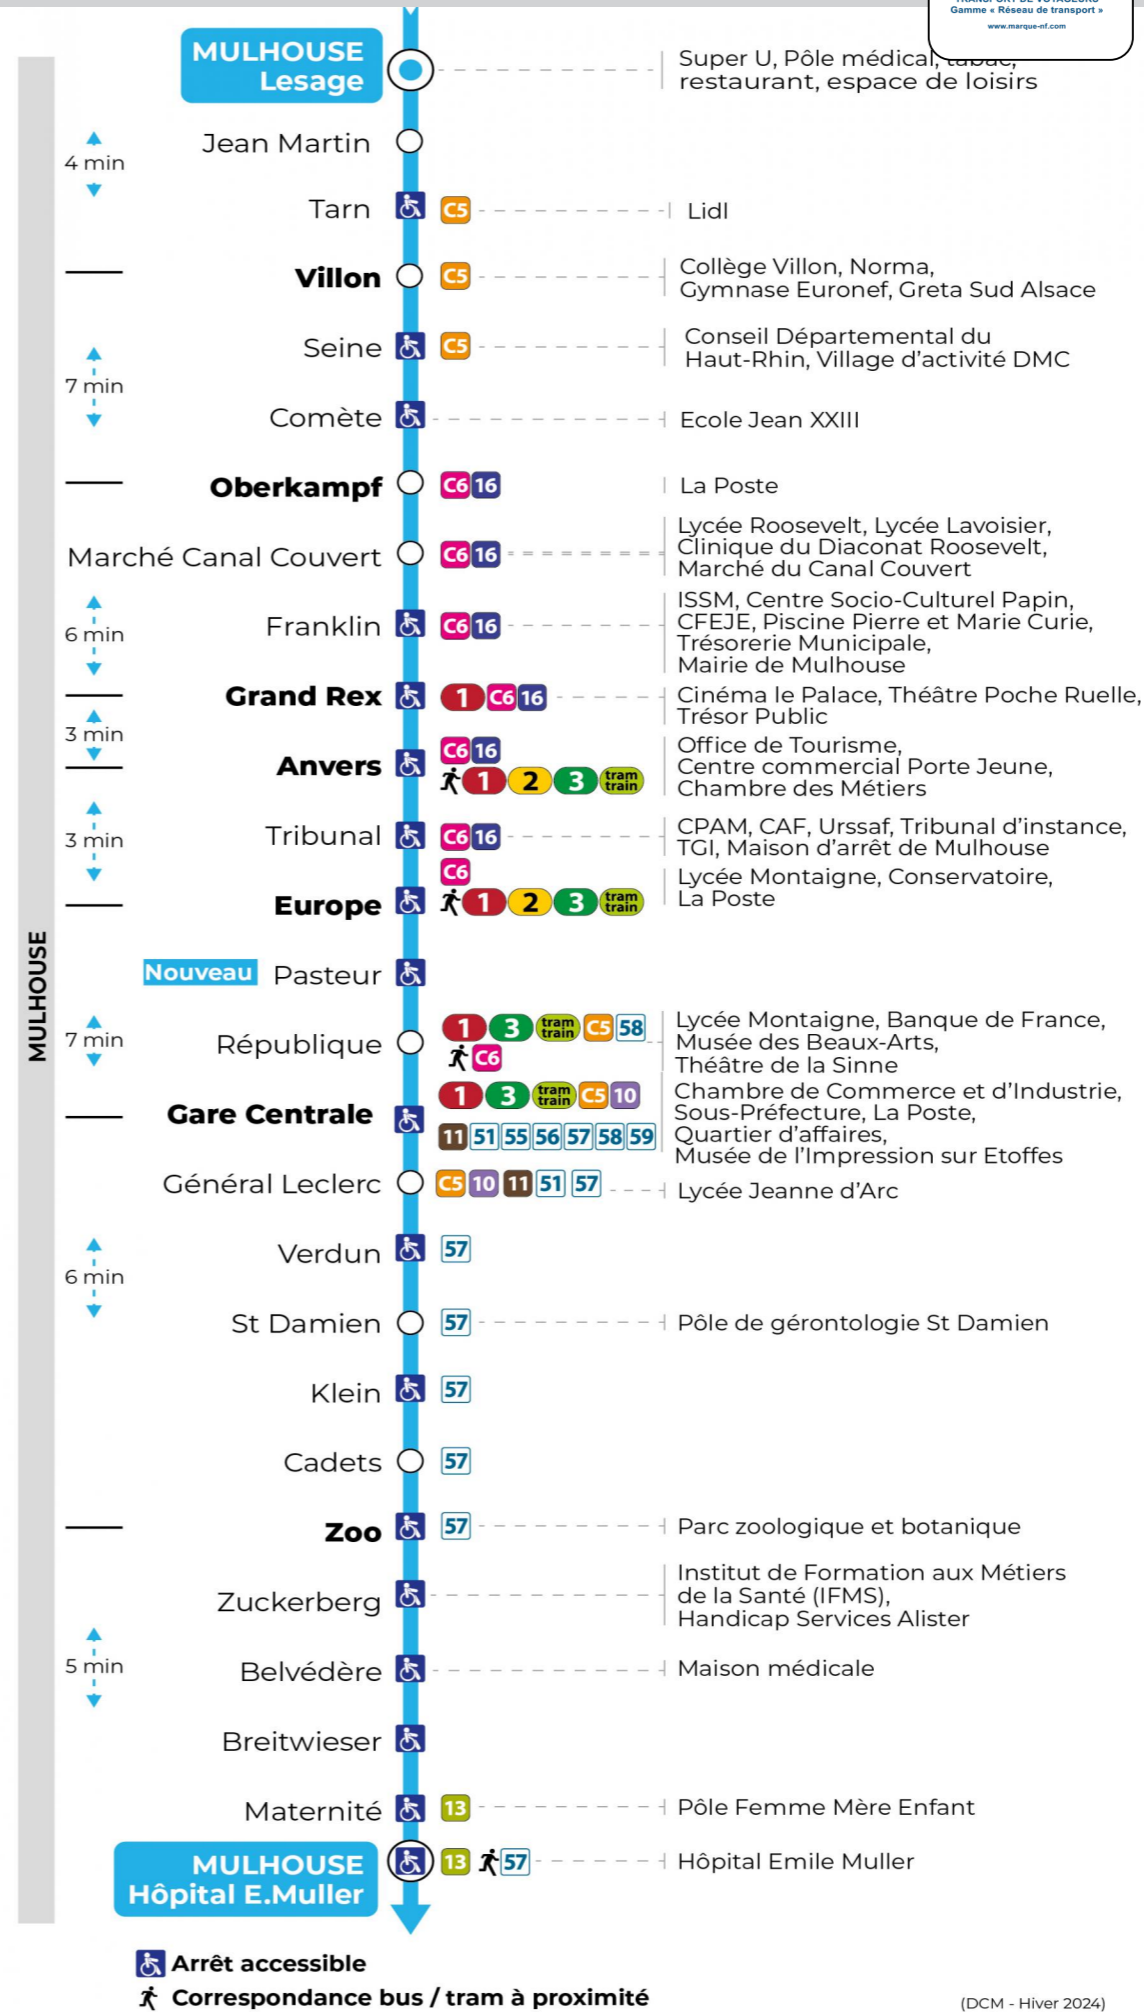 Gamme « Réseau de transport »
www.marque-nf.com
MULHOUSE
Lesage
Super U, Pôle médical, tabac,
restaurant, espace de loisirs
Jean Martin
4 min
Tarn
C5
Lidl
Villon
C5
Collège Villon, Norma,
Gymnase Euronef, Greta Sud Alsace
Seine
C5
Conseil Départemental du
Haut-Rhin, Village d’activité DMC
7 min
Comète
Ecole Jean XXIII
Oberkampf
C6 16
La Poste
Marché Canal Couvert
C6 16
Lycée Roosevelt, Lycée Lavoisier,
Clinique du Diaconat Roosevelt,
Marché du Canal Couvert
6 min
Franklin
C6 16
ISSM, Centre Socio-Culturel Papin,
CFEJE, Piscine Pierre et Marie Curie,
Trésorerie Municipale,
Mairie de Mulhouse
Grand Rex
1 C6 16
Cinéma le Palace, Théâtre Poche Ruelle,
Trésor Public
3 min
Anvers
C6 16
1 2 3 tram train
Office de Tourisme,
Centre commercial Porte Jeune,
Chambre des Métiers
3 min
Tribunal
C6 16
CPAM, CAF, Urssaf, Tribunal d’instance,
TGI, Maison d’arrêt de Mulhouse
Europe
C6
1 2 3 tram train
Lycée Montaigne, Conservatoire,
La Poste
MULHOUSE
Nouveau Pasteur
7 min
République
1 3 tram train C5 58
C6
Lycée Montaigne, Banque de France,
Musée des Beaux-Arts,
Théâtre de la Sinne
Gare Centrale
1 3 tram train C5 10
11 51 55 56 57 58 59
Chambre de Commerce et d’Industrie,
Sous-Préfecture, La Poste,
Quartier d’affaires,
Musée de l’Impression sur Etoffes
Général Leclerc
C5 10 11 51 57
Lycée Jeanne d’Arc
Verdun
57
6 min
St Damien
57
Pôle de gérontologie St Damien
Klein
57
Cadets
57
Zoo
57
Parc zoologique et botanique
Zuckerberg
Institut de Formation aux Métiers
de la Santé (IFMS),
Handicap Services Alister
5 min
Belvédère
Maison médicale
Breitwieser
Maternité
13
Pôle Femme Mère Enfant
MULHOUSE
Hôpital E.Muller
13 57
Hôpital Emile Muller
Arrêt accessible
Correspondance bus / tram à proximité
(DCM - Hiver 2024)